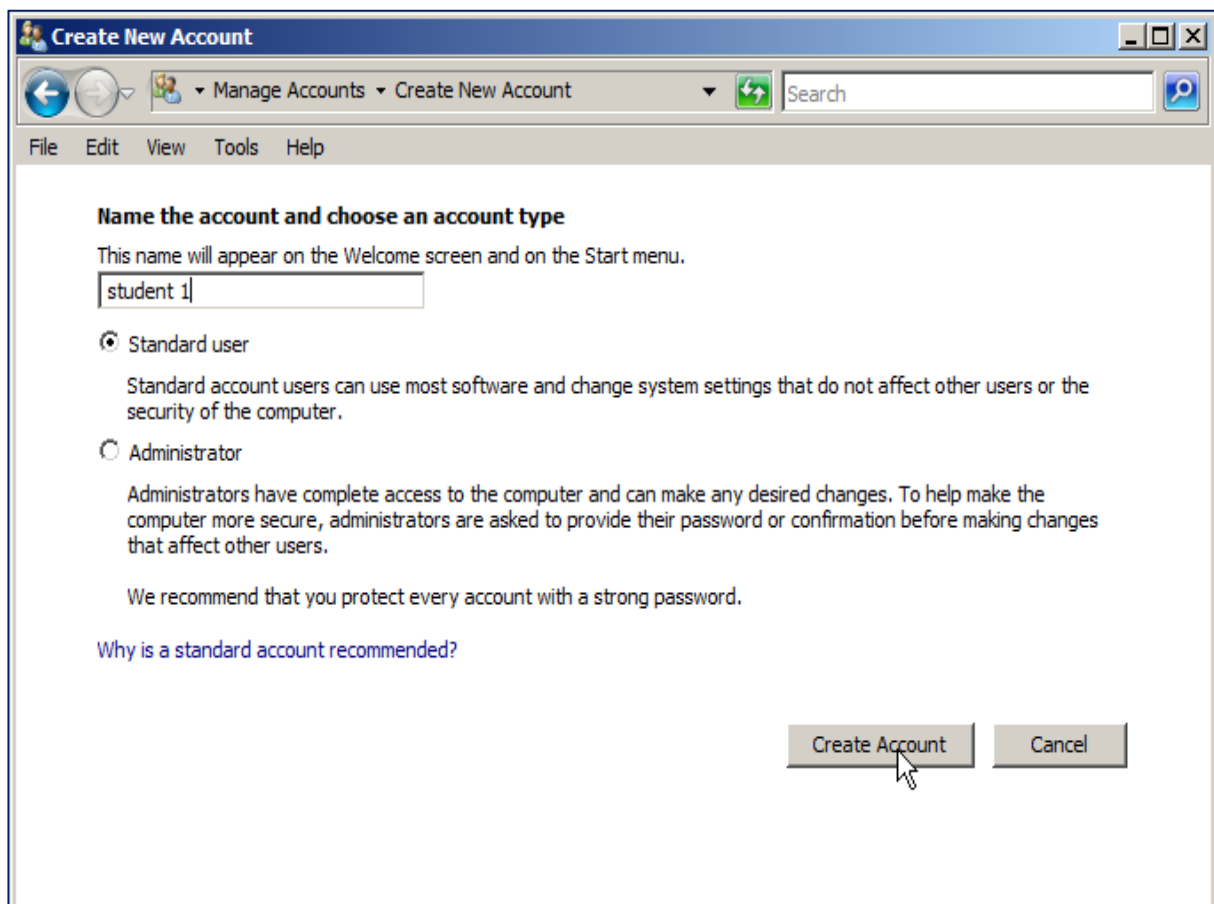 Create New Account
Manage Accounts Create New Account
Search
File Edit View Tools Help
Name the account and choose an account type
This name will appear on the Welcome screen and on the Start menu.
student 1
Standard user
Standard account users can use most software and change system settings that do not affect other users or the
security of the computer.
Administrator
Administrators have complete access to the computer and can make any desired changes. To help make the
computer more secure, administrators are asked to provide their password or confirmation before making changes
that affect other users.
We recommend that you protect every account with a strong password.
Why is a standard account recommended?
Create Account Cancel